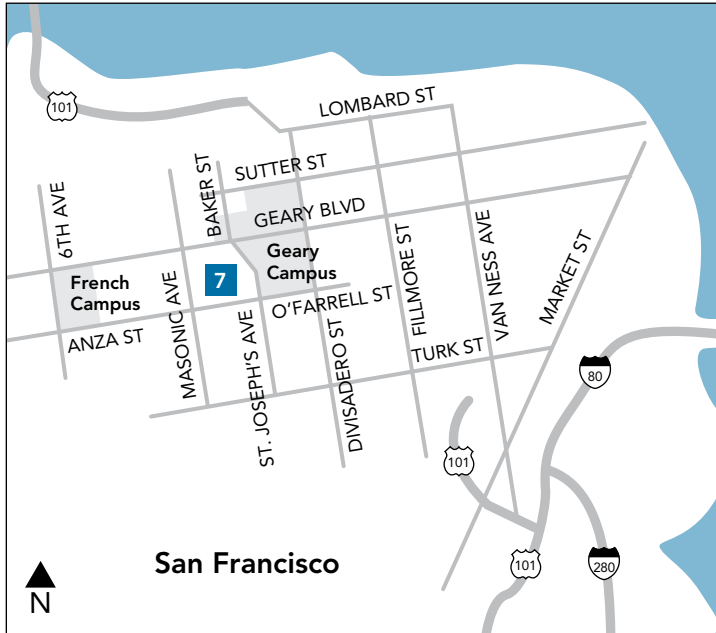 101
LOMBARD ST
SUTTER ST
BAKER ST
6TH AVE
GEARY BLVD
Geary
Campus
French
Campus
7
MASONIC AVE
O'FARRELL ST
ANZA ST
ST. JOSEPH'S AVE
DIVISADERO ST
FILLMORE ST
VAN NESS AVE
MARKET ST
TURK ST
80
101
101
280
San Francisco
N